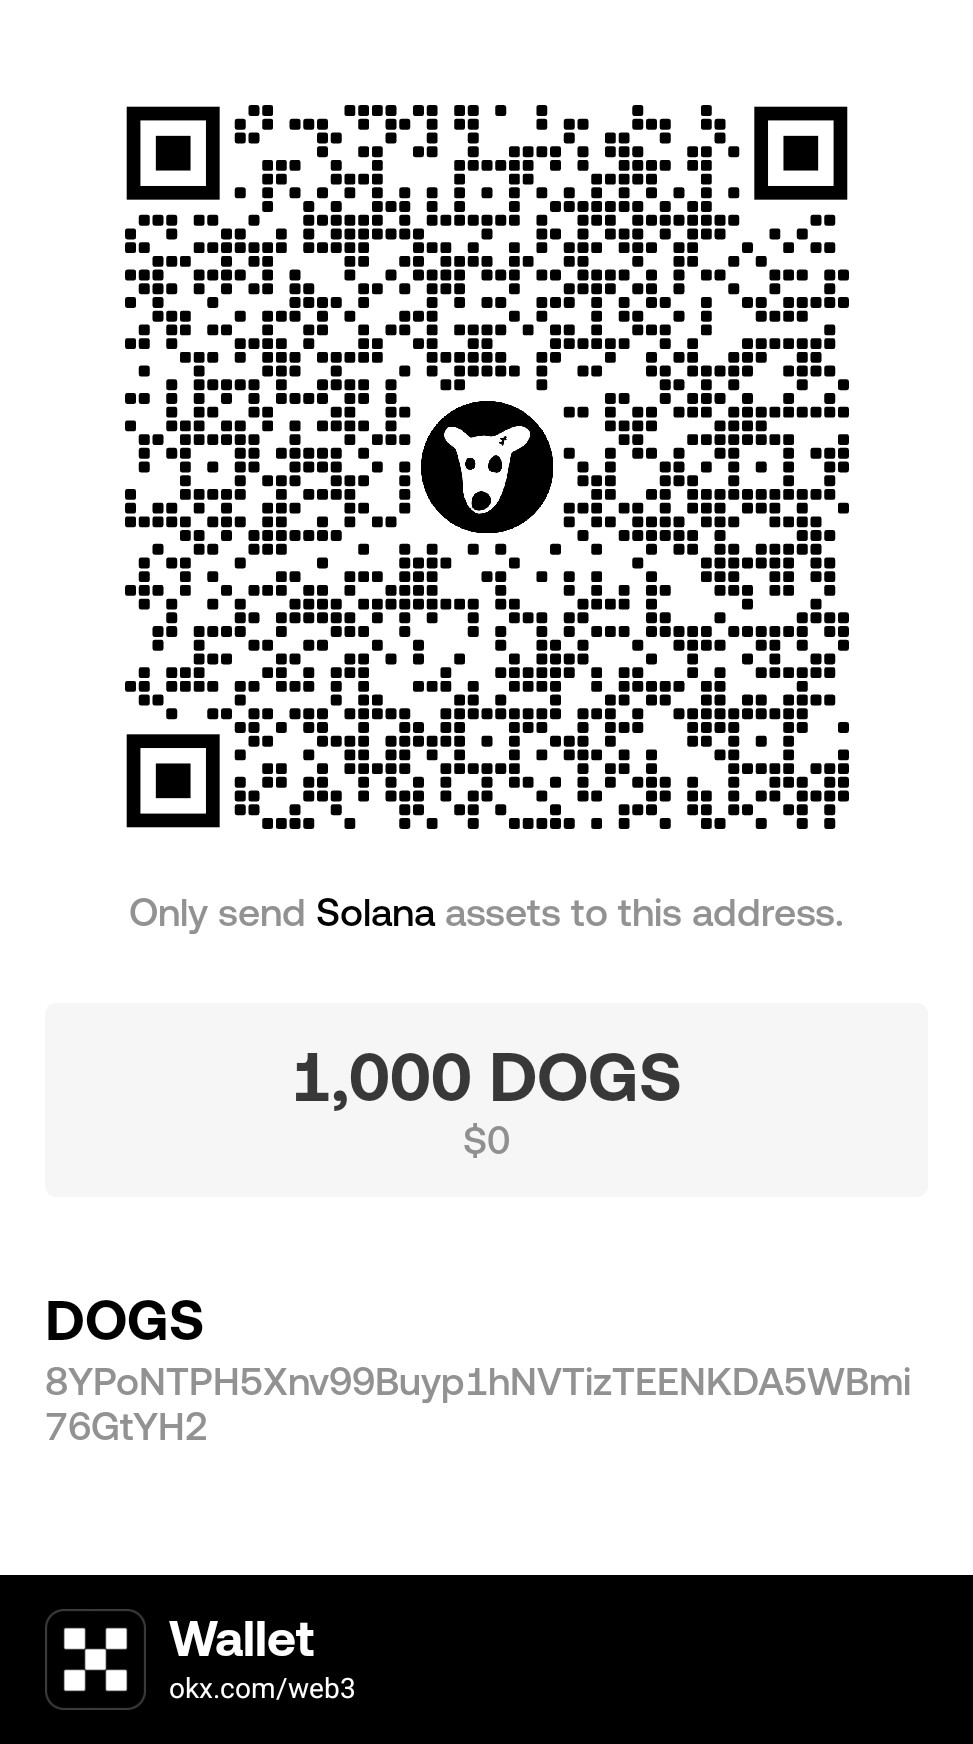 Only send Solana assets to this address.
1,000 DOGS
$0
DOGS
8YPoNTPH5Xnv99Buyp1hNVTizTEENKDA5WBmi
76GtYH2
Wallet
okx.com/web3